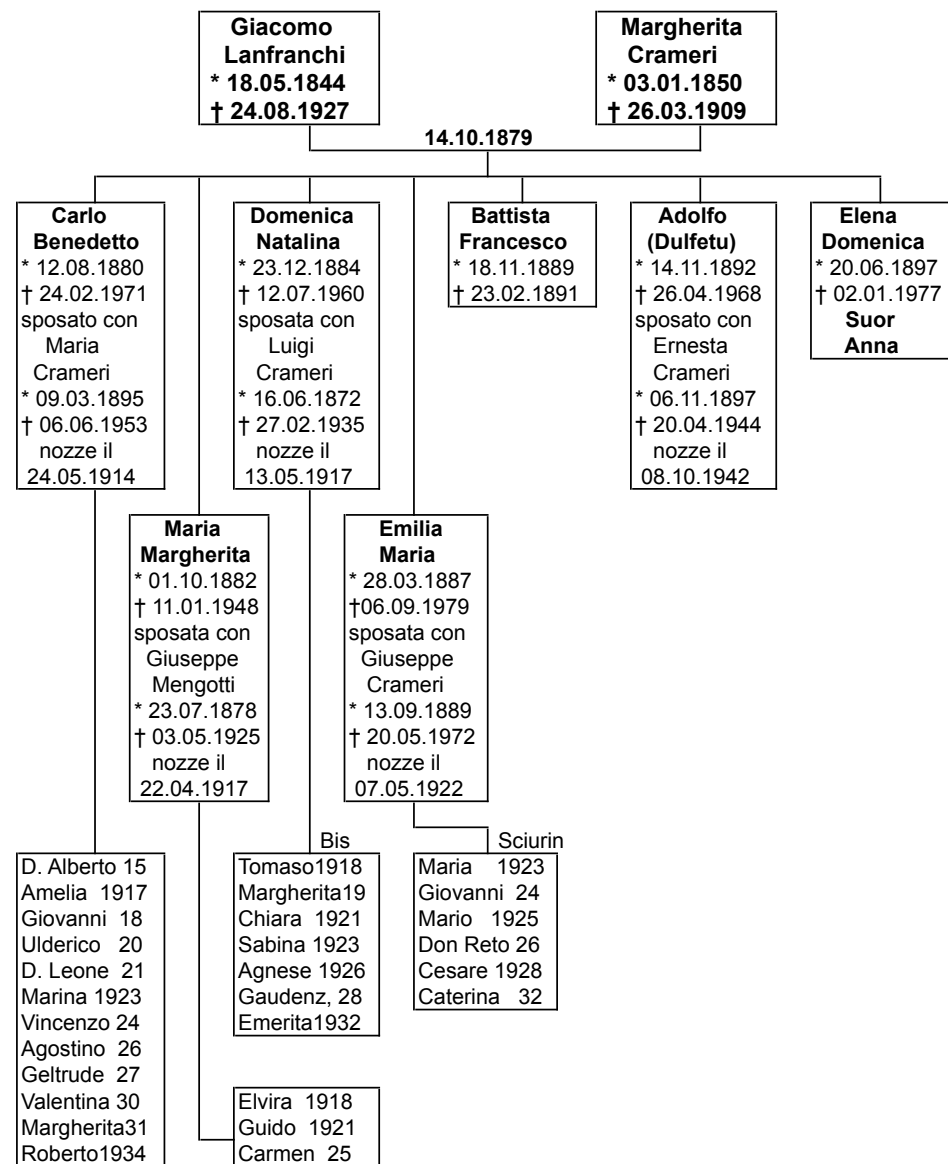 Giacomo
Lanfranchi
* 18.05.1844
† 24.08.1927
Margherita
Crameri
* 03.01.1850
† 26.03.1909
14.10.1879
Carlo
Benedetto
* 12.08.1880
† 24.02.1971
sposato con
Maria
Crameri
* 09.03.1895
† 06.06.1953
nozze il
24.05.1914
Domenica
Natalina
* 23.12.1884
† 12.07.1960
sposata con
Luigi
Crameri
* 16.06.1872
† 27.02.1935
nozze il
13.05.1917
Battista
Francesco
* 18.11.1889
† 23.02.1891
Adolfo
(Dulfetu)
* 14.11.1892
† 26.04.1968
sposato con
Ernesta
Crameri
* 06.11.1897
† 20.04.1944
nozze il
08.10.1942
Elena
Domenica
* 20.06.1897
† 02.01.1977
Suor
Anna
Maria
Margherita
* 01.10.1882
† 11.01.1948
sposata con
Giuseppe
Mengotti
* 23.07.1878
† 03.05.1925
nozze il
22.04.1917
Emilia
Maria
* 28.03.1887
†06.09.1979
sposata con
Giuseppe
Crameri
* 13.09.1889
† 20.05.1972
nozze il
07.05.1922
D. Alberto 15
Amelia 1917
Giovanni 18
Ulderico 20
D. Leone 21
Marina 1923
Vincenzo 24
Agostino 26
Geltrude 27
Valentina 30
Margherita31
Roberto1934
Bis
Tomaso1918
Margherita19
Chiara 1921
Sabina 1923
Agnese 1926
Gaudenz, 28
Emerita1932
Sciurin
Maria 1923
Giovanni 24
Mario 1925
Don Reto 26
Cesare 1928
Caterina 32
Elvira 1918
Guido 1921
Carmen 25